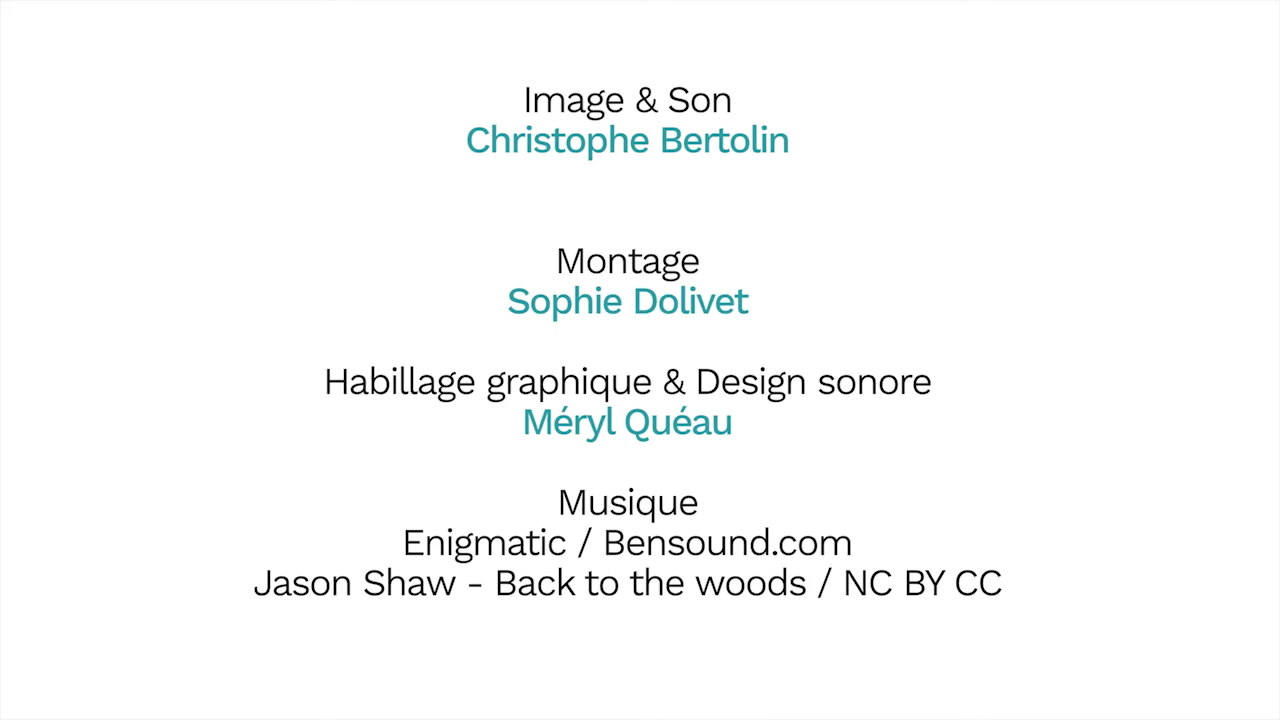 Image & Son
Christophe Bertolin
Montage
Sophie Dolivet
Habillage graphique & Design sonore
Méryl Quéau
Musique
Enigmatic / Bensound.com
Jason Shaw - Back to the woods / NC BY CC